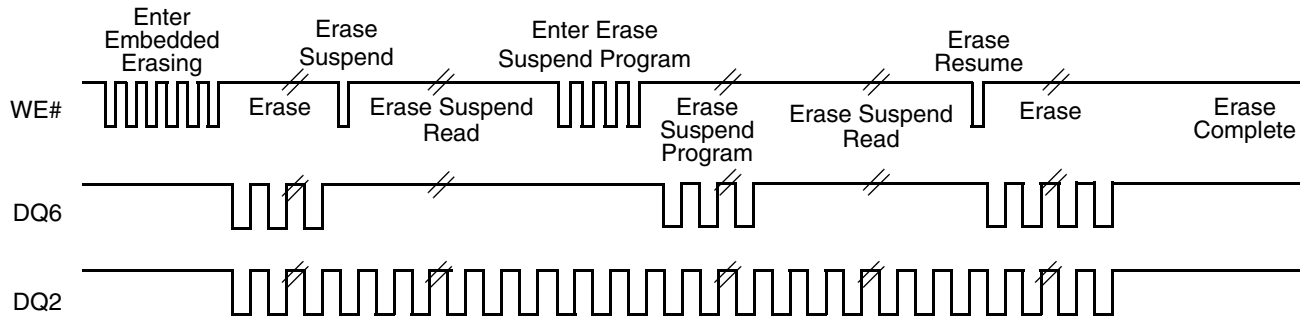 Enter
Embedded
Erasing
Erase
Suspend
Enter Erase
Suspend Program
Erase
Resume
WE#
Erase
Erase Suspend
Read
Erase
Suspend
Program
Erase Suspend
Read
Erase
Erase
Complete
DQ6
DQ2